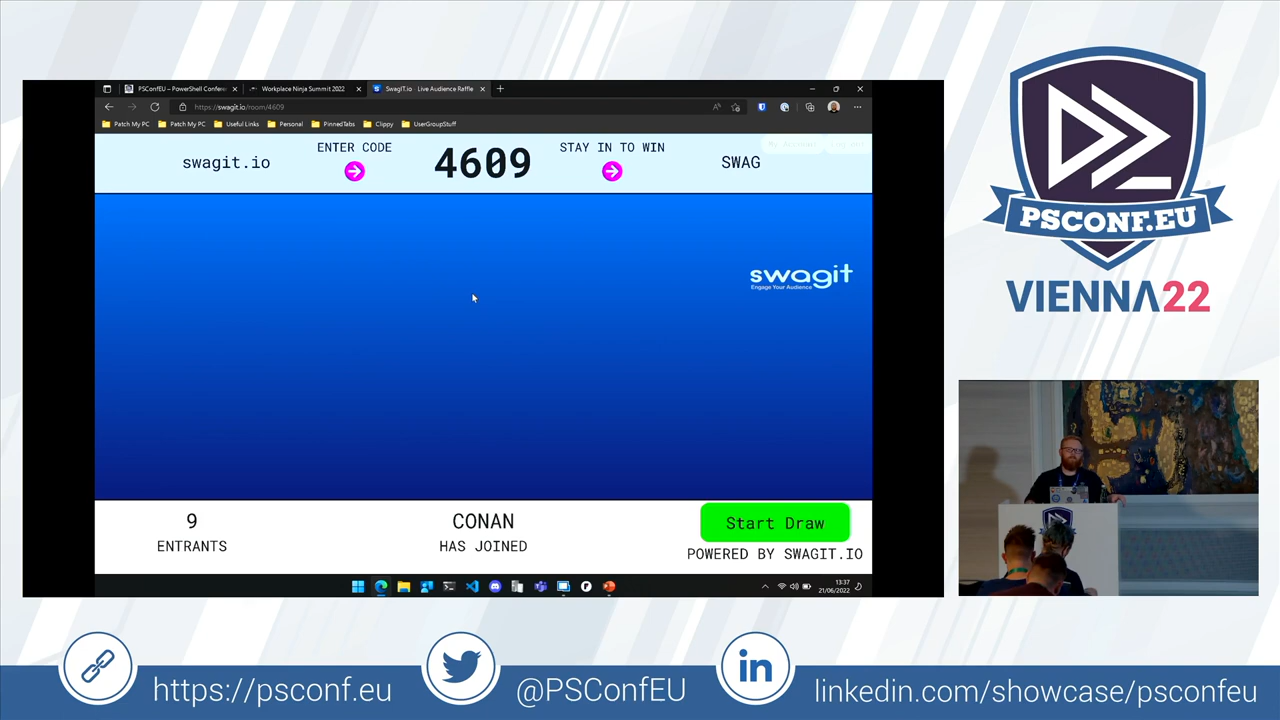 PSConfEU – PowerShell Confere
Workplace Ninja Summit 2022
SwagIT.io Live Audience Raffle
https://swagit.io/room/4609
Patch My PC
Patch My PC
Useful Links
Personal
PinnedTabs
Clippy
UserGroupStuff
swagit.io
ENTER CODE
4609
STAY IN TO WIN
SWAG
My Account
swagit
Engage Your Audience
9
ENTRANTS
CONAN
HAS JOINED
Start Draw
POWERED BY SWAGIT.IO
13:37
21/06/2022
PSCONF.EU
VIENNA22
https://psconf.eu
@PSConfEU
in
linkedin.com/showcase/psconfeu